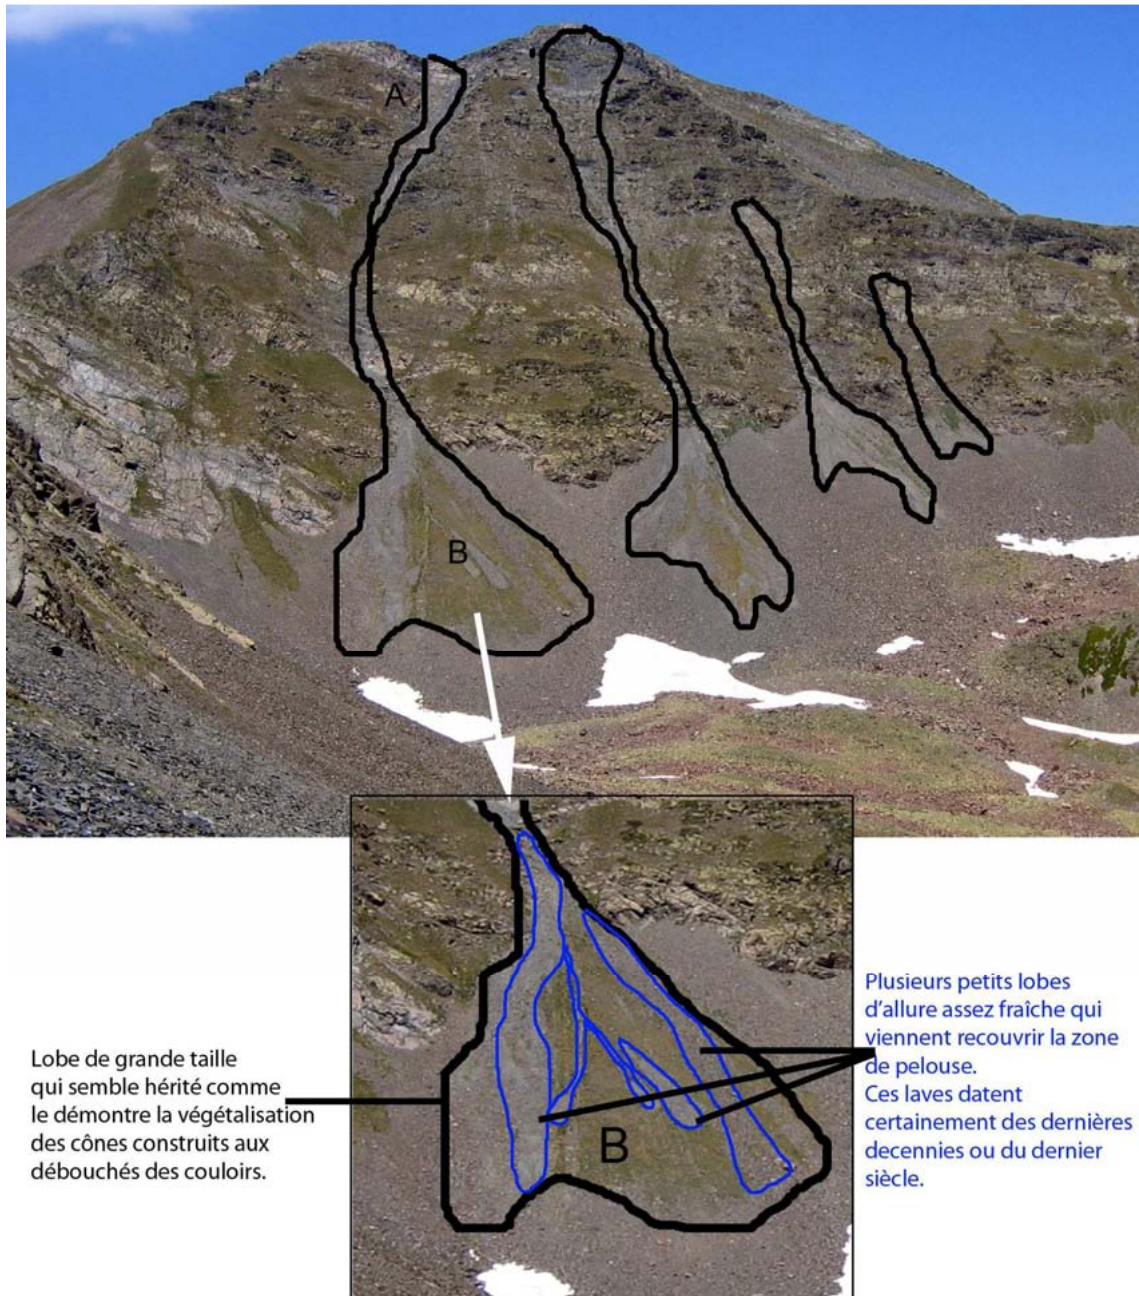 A
B
Lobe de grande taille
qui semble hérité comme
le démontre la végétalisation
des cônes construits aux
débouchés des couloirs.
B
Plusieurs petits lobes
d'allure assez fraîche qui
viennent recouvrir la zone
de pelouse.
Ces laves datent
certainement des dernières
decennies ou du dernier
siècle.